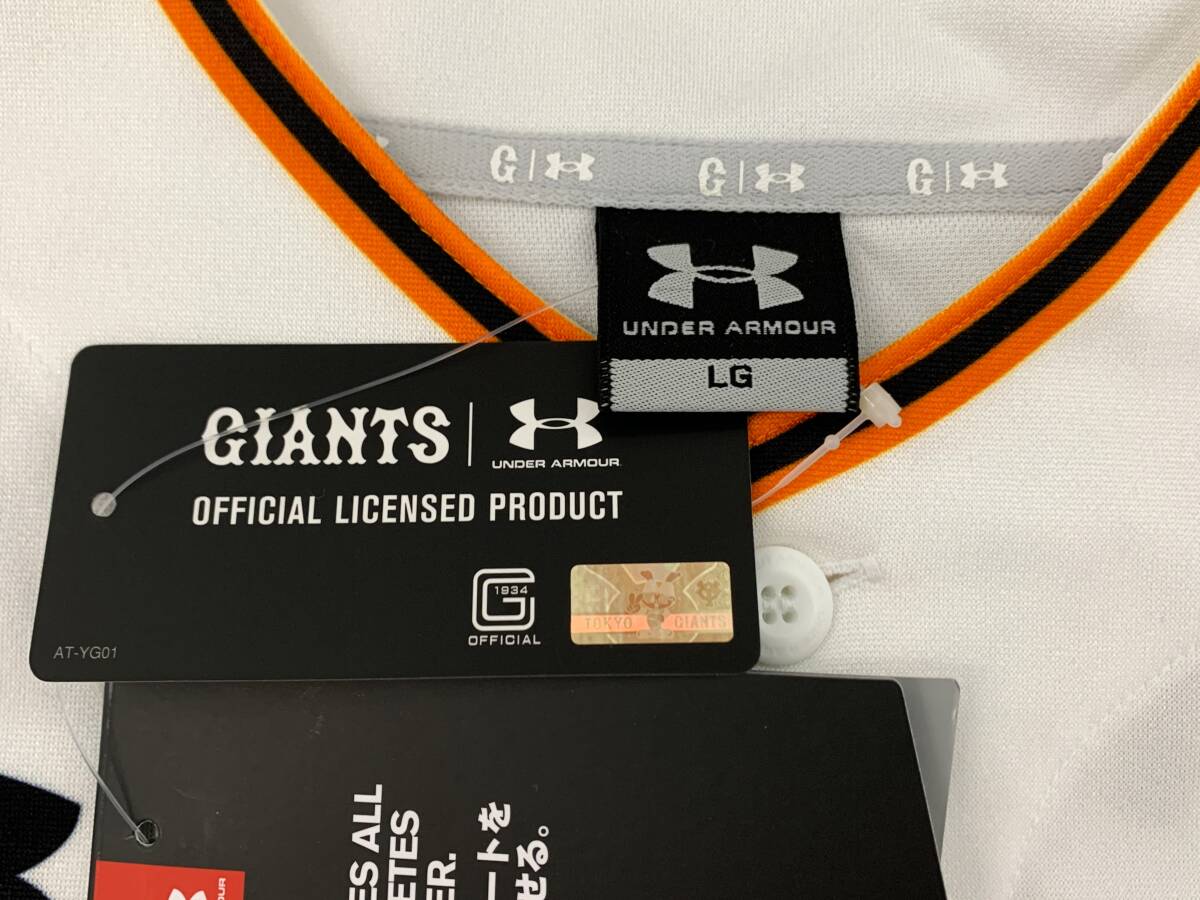 G | G | G |
UNDER ARMOUR
LG
GIANTS
UNDER ARMOUR
OFFICIAL LICENSED PRODUCT
G
1934
OFFICIAL
TOKYO GIANTS
AT-YG01
ES ALL
ETES
ER.
ートを
せる。
OUR